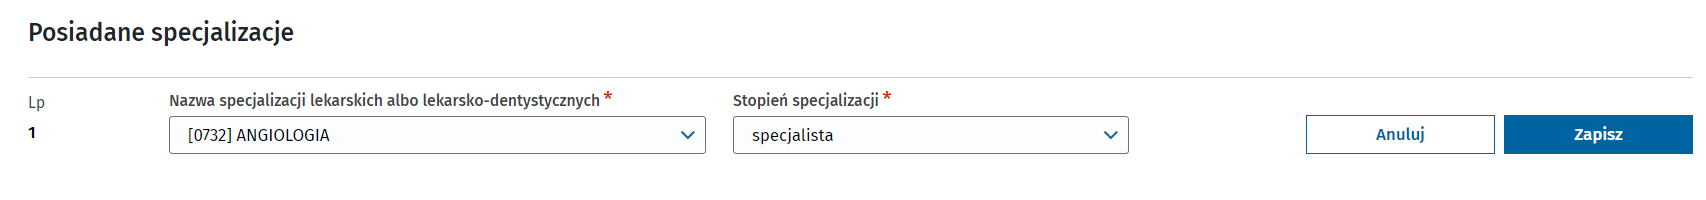 Posiadane specjalizacje
Lp
Nazwa specjalizacji lekarskich albo lekarsko-dentystycznych *
Stopień specjalizacji *
1
[0732] ANGIOLOGIA
specjalista
Anuluj
Zapisz